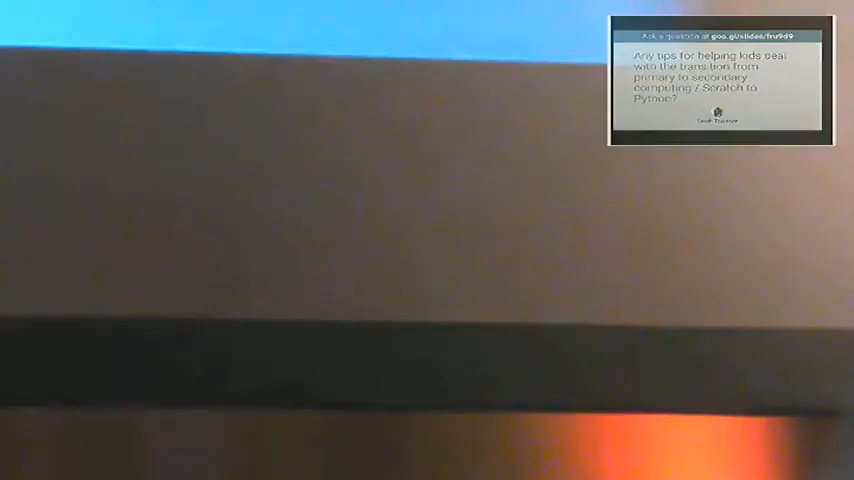 Ask a question at goo.gl/slides/fru9d9
Any tips for helping kids deal
with the transition from
primary to secondary
computing / Scratch to
Python?